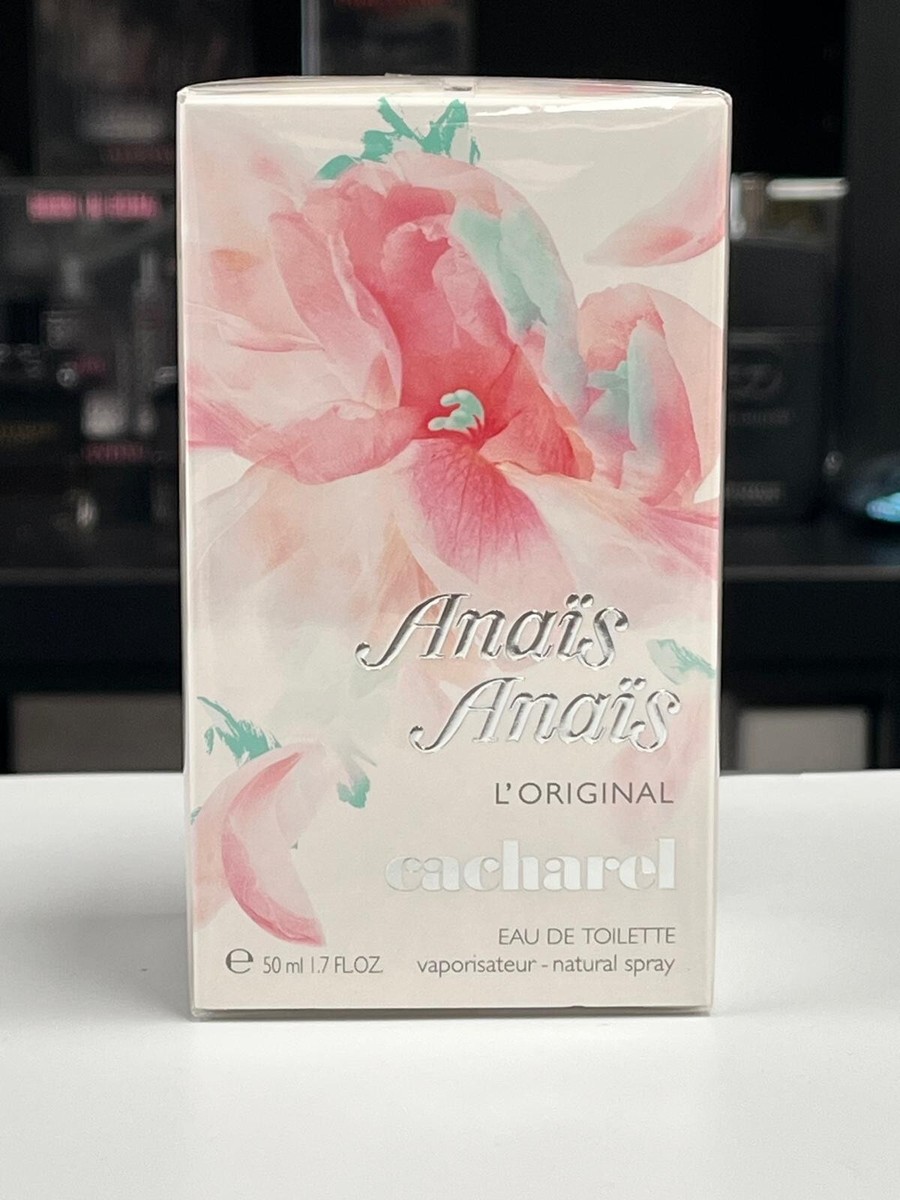 Anaïs
Anaïs
L'ORIGINAL
cacharel
EAU DE TOILETTE
℮ 50 ml 1.7 FL.OZ. vaporisateur - natural spray